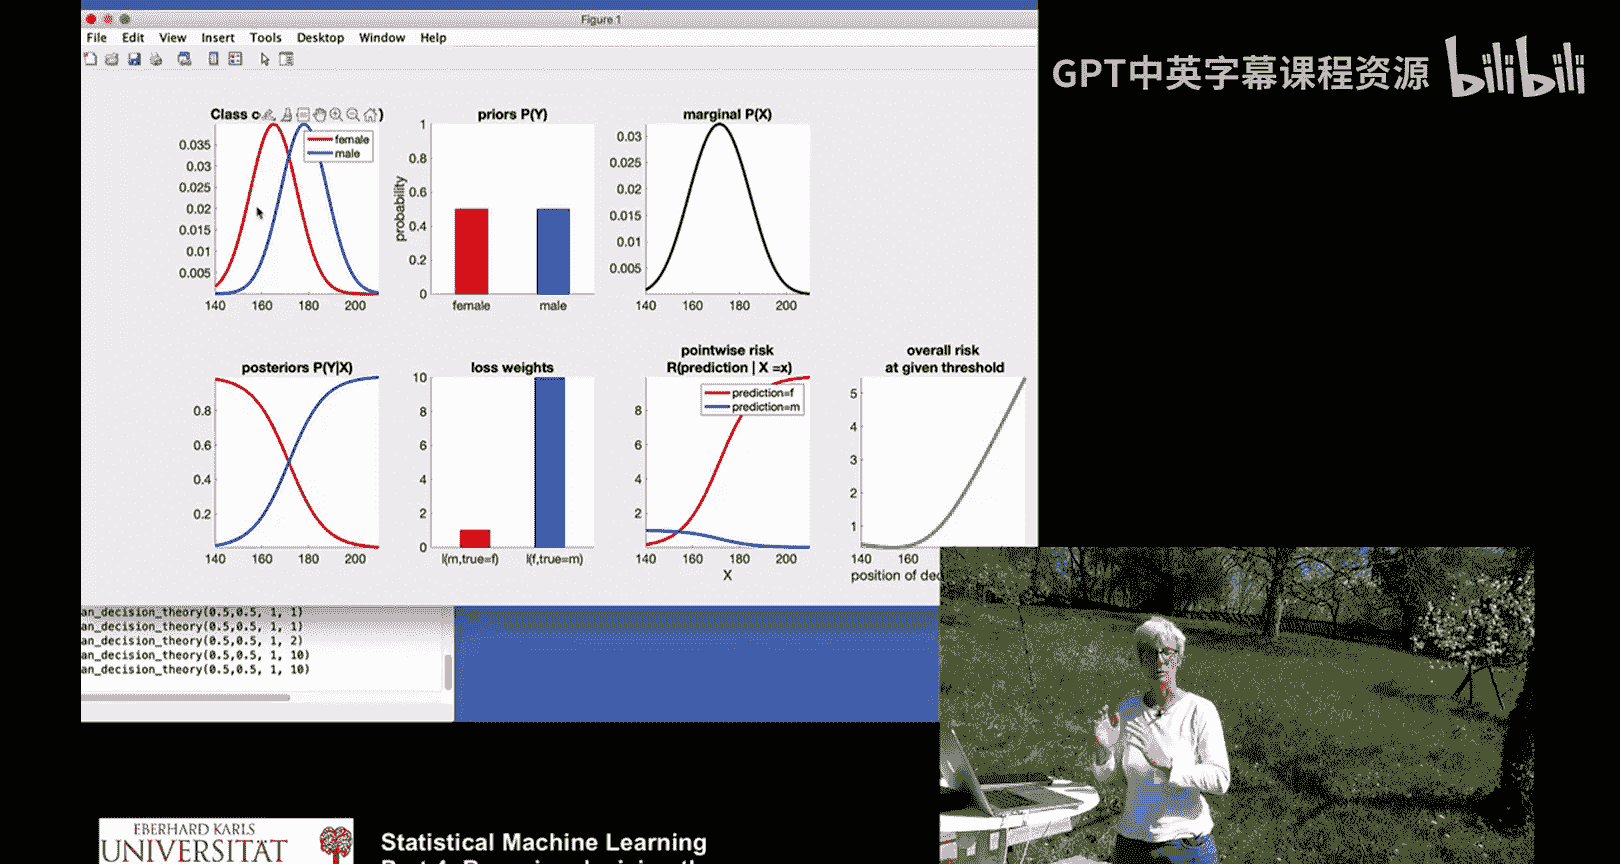 Figure 1
File Edit View Insert Tools Desktop Window Help
GPT中英字幕课程资源 bilibili
Class c )
female
male
0.035
0.03
0.025
0.02
0.015
0.01
0.005
140 160 180 200
priors P(Y)
probability
1
0.8
0.6
0.4
0.2
0
female male
marginal P(X)
0.03
0.025
0.02
0.015
0.01
0.005
140 160 180 200
posteriors P(Y|X)
0.8
0.6
0.4
0.2
140 160 180 200
loss weights
10
8
6
4
2
0
l(m,true=f) l(f,true=m)
pointwise risk
R(prediction | X =x)
prediction=f
prediction=m
8
6
4
2
140 160 180 200
X
overall risk
at given threshold
5
4
3
2
1
140 160
position of dec
an_decision_theory(0.5,0.5, 1, 1)
an_decision_theory(0.5,0.5, 1, 1)
an_decision_theory(0.5,0.5, 1, 2)
an_decision_theory(0.5,0.5, 1, 10)
an_decision_theory(0.5,0.5, 1, 10)
EBERHARD KARLS
UNIVERSITÄT
Statistical Machine Learning